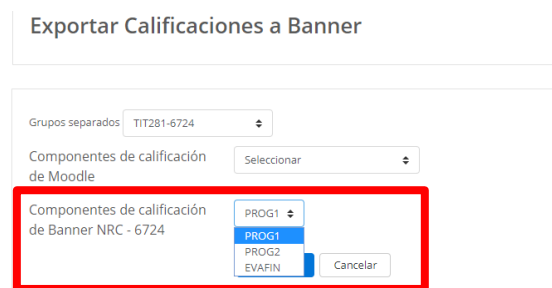 Exportar Calificaciones a Banner
Grupos separados TIT281-6724
Componentes de calificación Seleccionar
de Moodle
Componentes de calificación PROG1
de Banner NRC - 6724
PROG1
PROG2
EVAFIN Cancelar